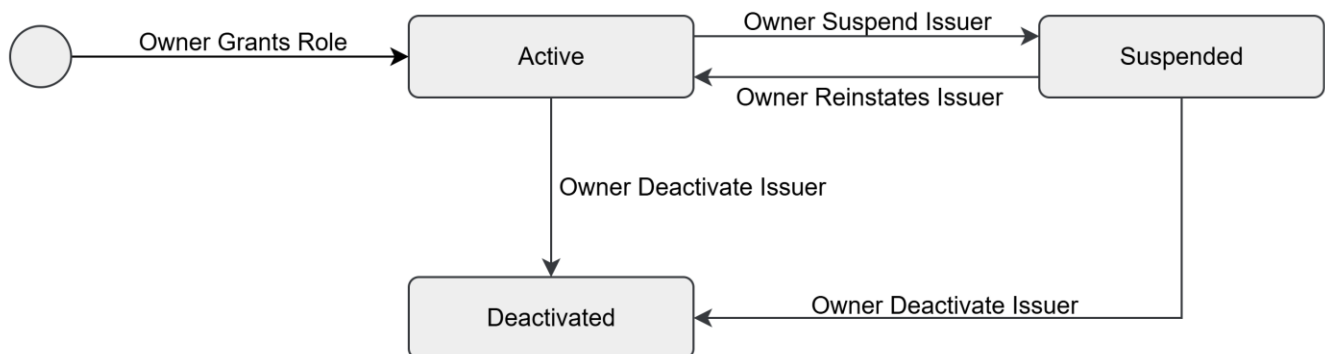 Owner Grants Role
Active
Owner Suspend Issuer
Suspended
Owner Reinstates Issuer
Owner Deactivate Issuer
Deactivated
Owner Deactivate Issuer